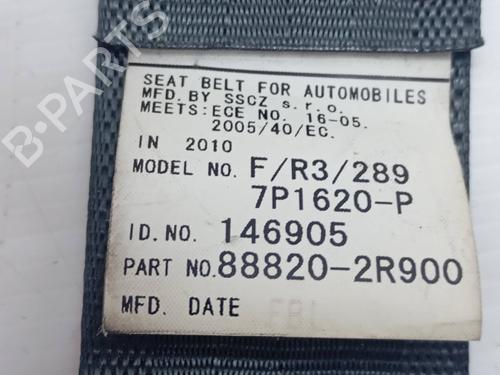 B-PARTS
SEAT BELT FOR AUTOMOBILES
MFD. BY SSCZ s.r.o.
MEETS: ECE NO. 16-05.
2005/40/EC.
IN 2010
MODEL NO. F/R3/289
7P1620-P
ID. NO. 146905
PART NO. 88820-2R900
MFD. DATE